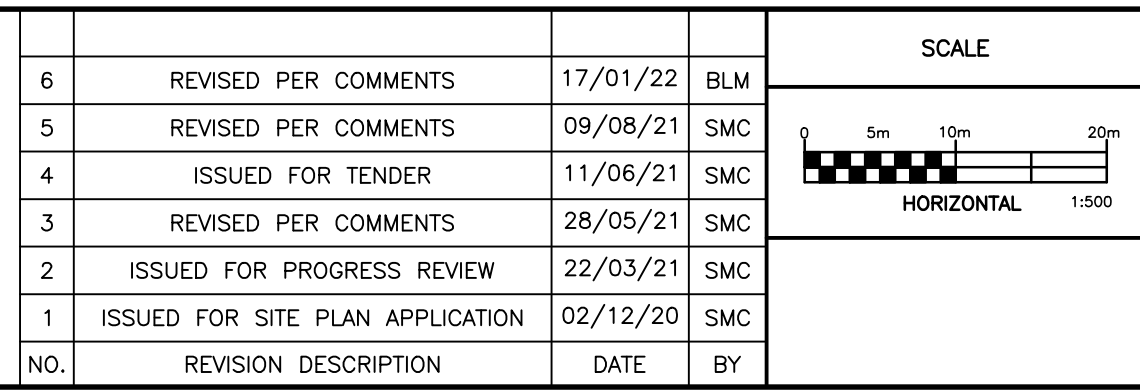 6 REVISED PER COMMENTS 17/01/22 BLM
5 REVISED PER COMMENTS 09/08/21 SMC
4 ISSUED FOR TENDER 11/06/21 SMC
3 REVISED PER COMMENTS 28/05/21 SMC
2 ISSUED FOR PROGRESS REVIEW 22/03/21 SMC
1 ISSUED FOR SITE PLAN APPLICATION 02/12/20 SMC
NO. REVISION DESCRIPTION DATE BY
SCALE
0 5m 10m 20m
HORIZONTAL 1:500